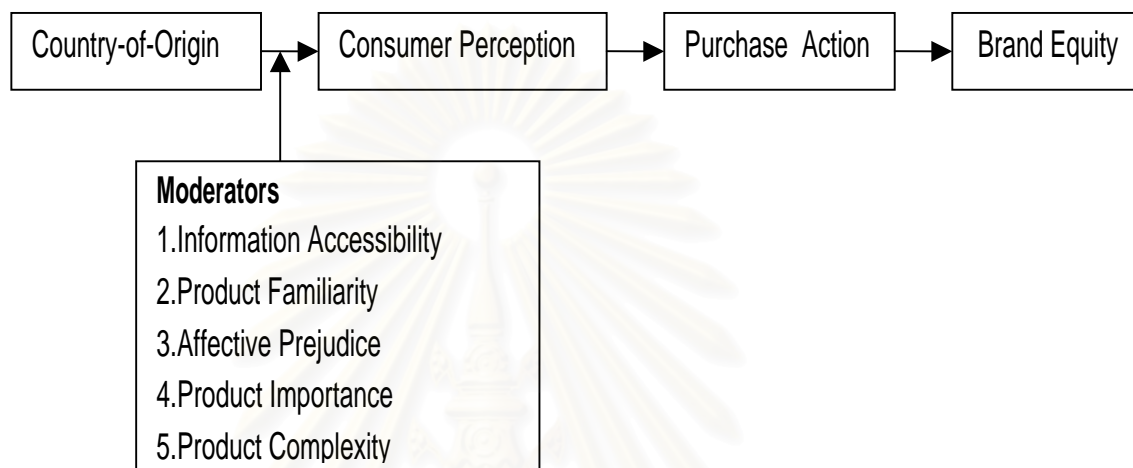 Country-of-Origin
Consumer Perception
Purchase Action
Brand Equity
Moderators
1.Information Accessibility
2.Product Familiarity
3.Affective Prejudice
4.Product Importance
5.Product Complexity